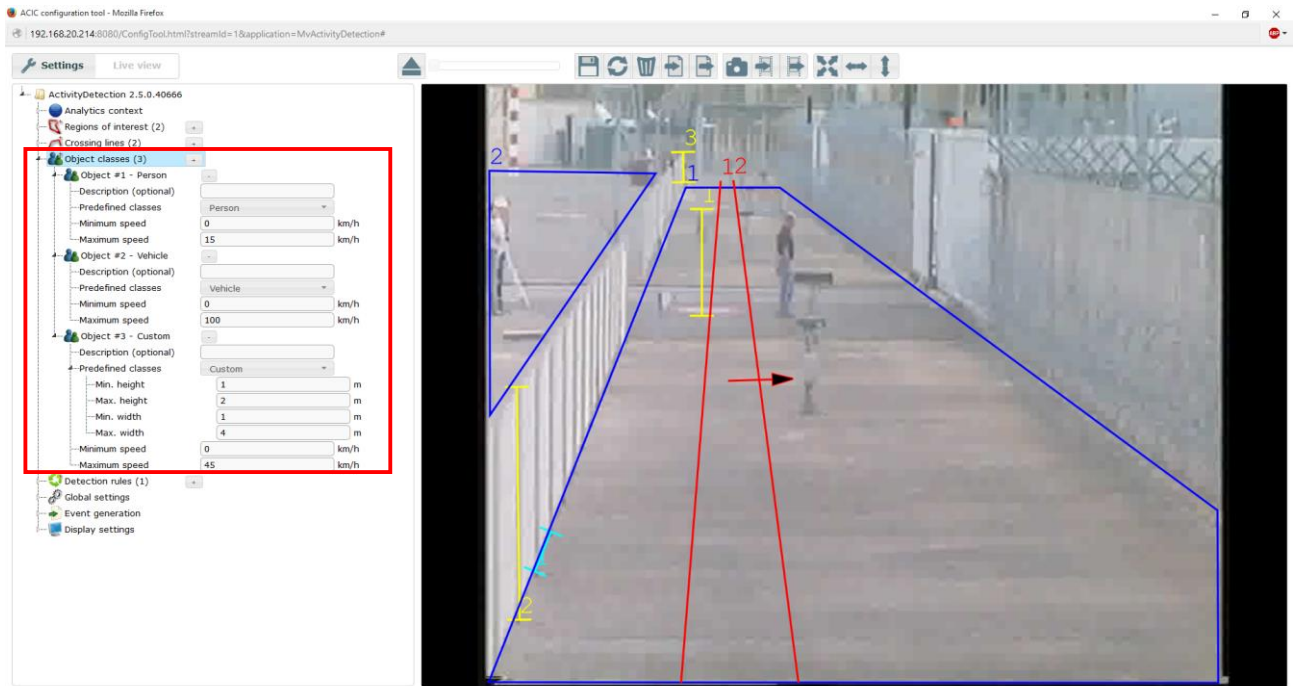 ACIC configuration tool - Mozilla Firefox
192.168.20.214:8080/ConfigTool.html?streamId=1&application=MvActivityDetection#
ABP
Settings Live view
ActivityDetection 2.5.0.40666
Analytics context
Regions of interest (2) +
Crossing lines (2) +
Object classes (3) +
Object #1 - Person -
Description (optional)
Predefined classes Person
Minimum speed 0 km/h
Maximum speed 15 km/h
Object #2 - Vehicle -
Description (optional)
Predefined classes Vehicle
Minimum speed 0 km/h
Maximum speed 100 km/h
Object #3 - Custom -
Description (optional)
Predefined classes Custom
Min. height 1 m
Max. height 2 m
Min. width 1 m
Max. width 4 m
Minimum speed 0 km/h
Maximum speed 45 km/h
Detection rules (1) +
Global settings
Event generation
Display settings
3
2
1 12
1
2